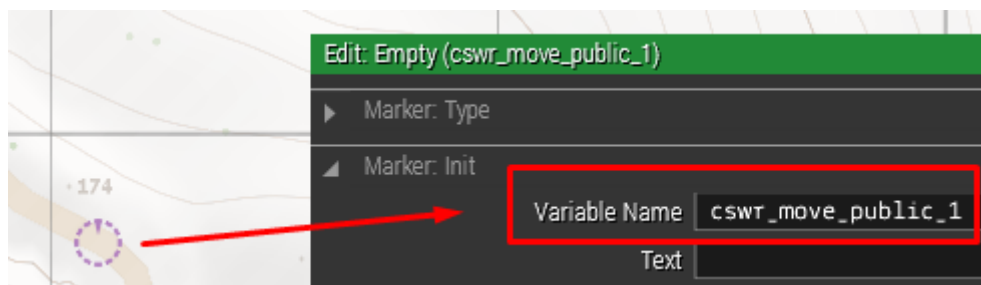 Edit: Empty (cswr_move_public_1)
Marker: Type
Marker: Init
174
Variable Name cswr_move_public_1
Text